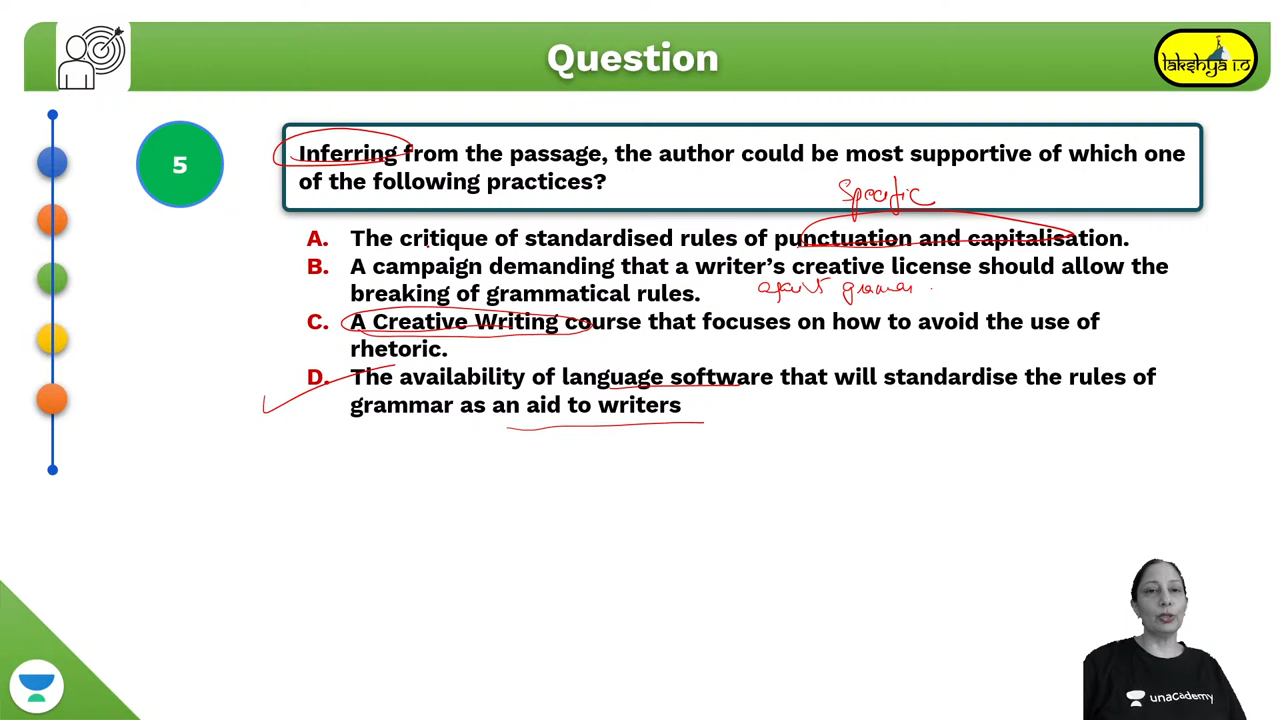 Question
lakshya 1.0
5
Inferring from the passage, the author could be most supportive of which one
of the following practices?
Specific
A. The critique of standardised rules of punctuation and capitalisation.
B. A campaign demanding that a writer's creative license should allow the
breaking of grammatical rules.
C. A Creative Writing course that focuses on how to avoid the use of
rhetoric.
D. The availability of language software that will standardise the rules of
grammar as an aid to writers
unacademy